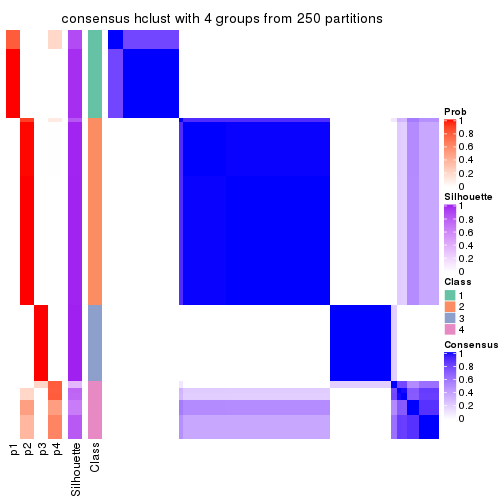 consensus hclust with 4 groups from 250 partitions
Prob
1
0.8
0.6
0.4
0.2
0
Silhouette
1
0.8
0.6
0.4
0.2
0
Class
1
2
3
4
Consensus
1
0.8
0.6
0.4
0.2
0
p1
p2
p3
p4
Silhouette
Class